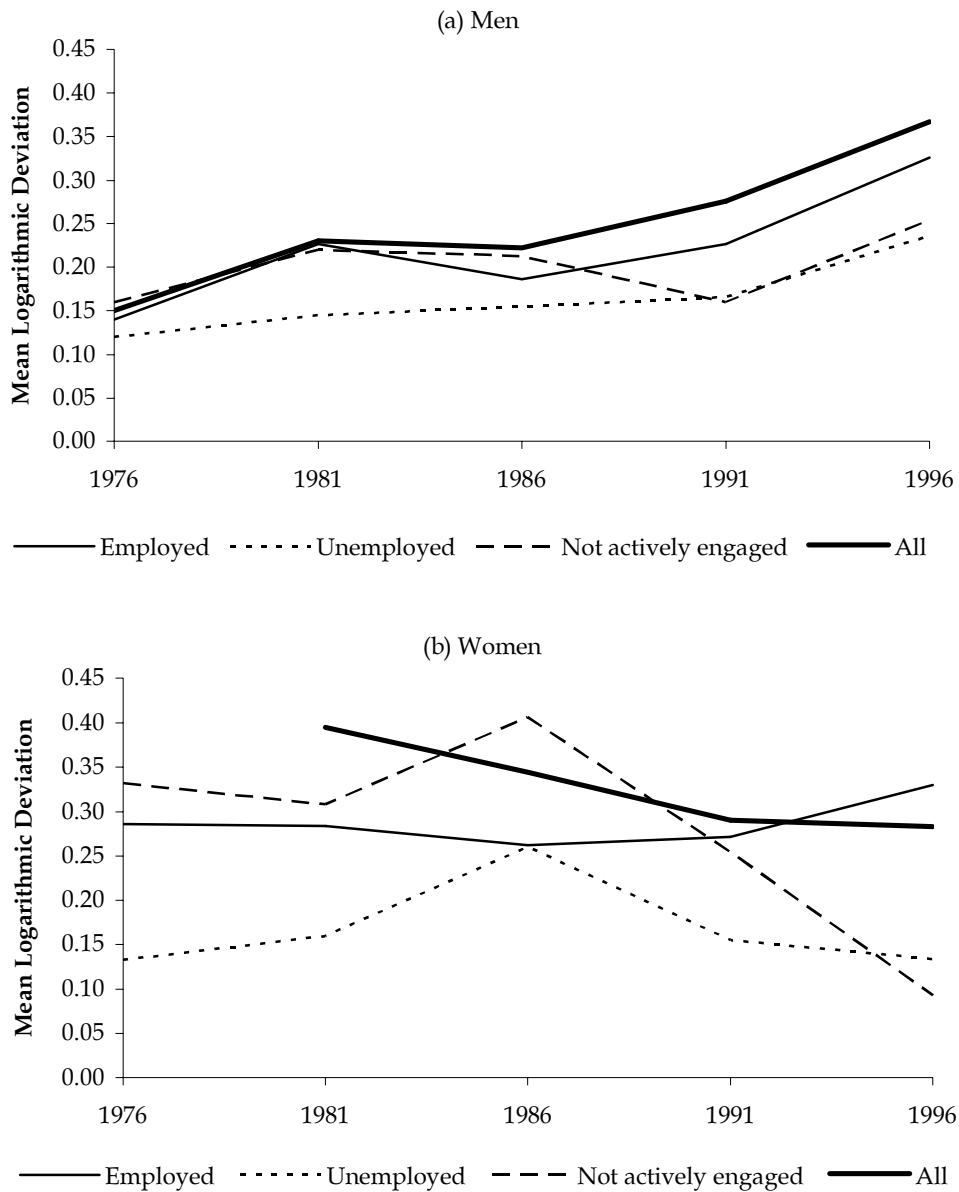 (a) Men
Mean Logarithmic Deviation
0.45
0.40
0.35
0.30
0.25
0.20
0.15
0.10
0.05
0.00
1976 1981 1986 1991 1996
Employed Unemployed Not actively engaged All
(b) Women
Mean Logarithmic Deviation
0.45
0.40
0.35
0.30
0.25
0.20
0.15
0.10
0.05
0.00
1976 1981 1986 1991 1996
Employed Unemployed Not actively engaged All